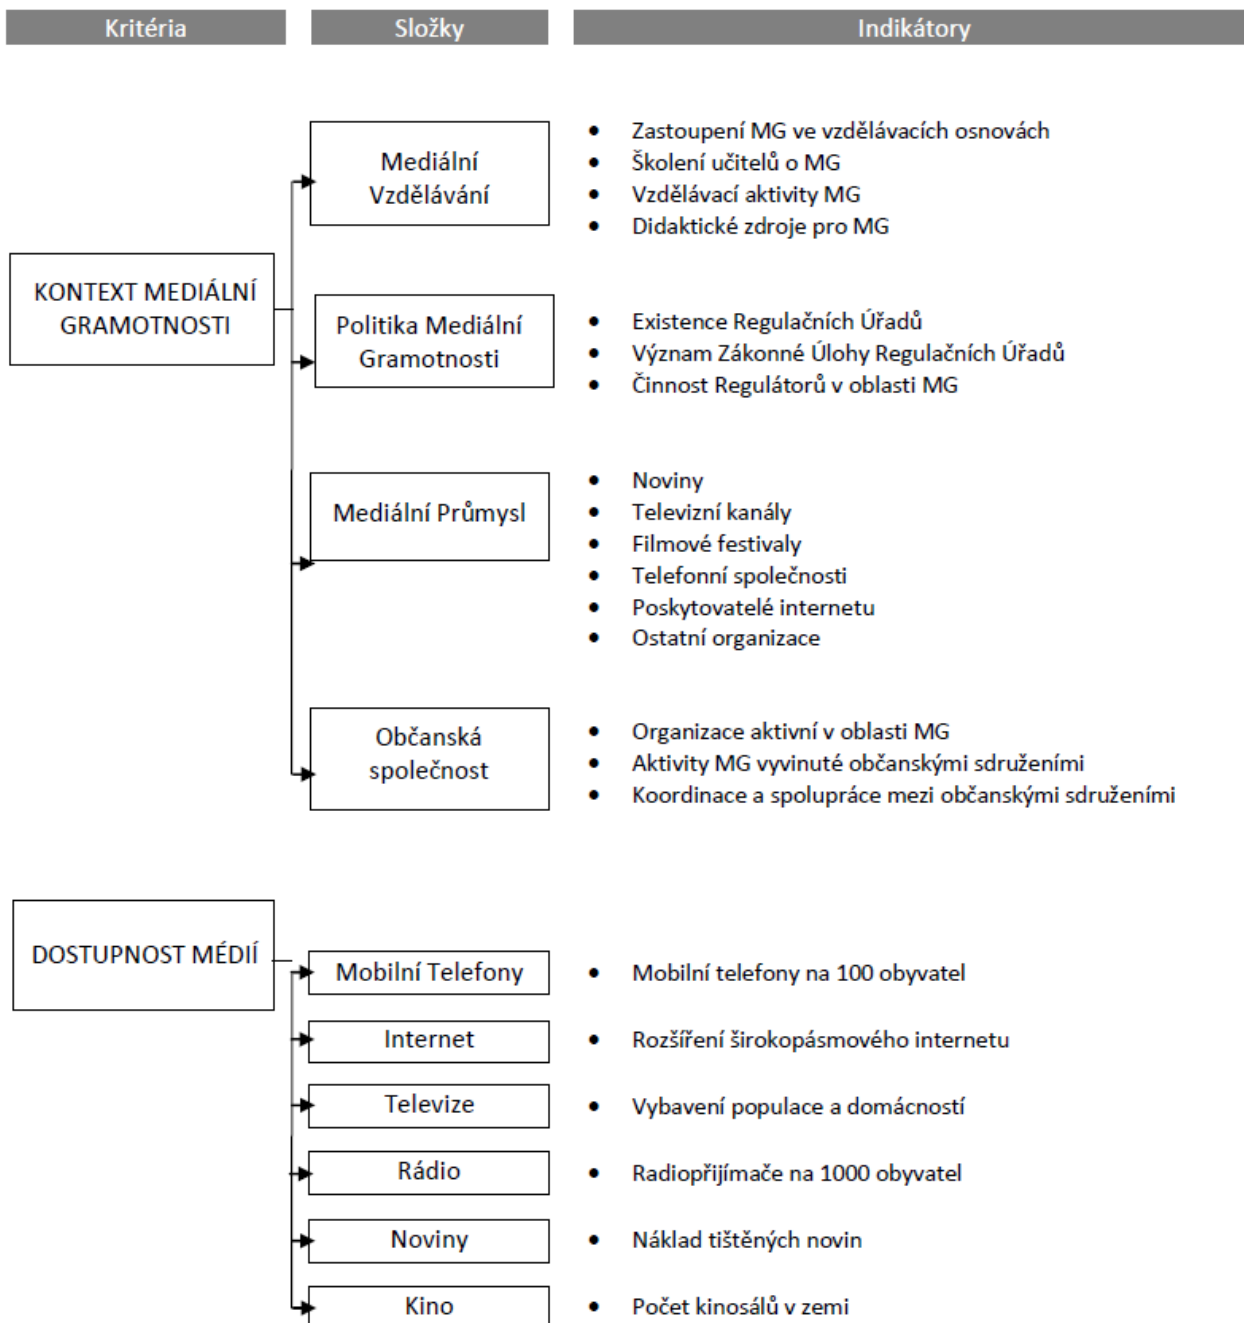 Kritéria
Složky
Indikátory
KONTEXT MEDIÁLNÍ
GRAMOTNOSTI
Mediální
Vzdělávání
• Zastoupení MG ve vzdělávacích osnovách
• Školení učitelů o MG
• Vzdělávací aktivity MG
• Didaktické zdroje pro MG
Politika Mediální
Gramotnosti
• Existence Regulačních Úřadů
• Význam Zákonné Úlohy Regulačních Úřadů
• Činnost Regulátorů v oblasti MG
Mediální Průmysl
• Noviny
• Televizní kanály
• Filmové festivaly
• Telefonní společnosti
• Poskytovatelé internetu
• Ostatní organizace
Občanská
společnost
• Organizace aktivní v oblasti MG
• Aktivity MG vyvinuté občanskými sdruženími
• Koordinace a spolupráce mezi občanskými sdruženími
DOSTUPNOST MÉDIÍ
Mobilní Telefony
• Mobilní telefony na 100 obyvatel
Internet
• Rozšíření širokopásmového internetu
Televize
• Vybavení populace a domácností
Rádio
• Radiopřijímače na 1000 obyvatel
Noviny
• Náklad tištěných novin
Kino
• Počet kinosálů v zemi